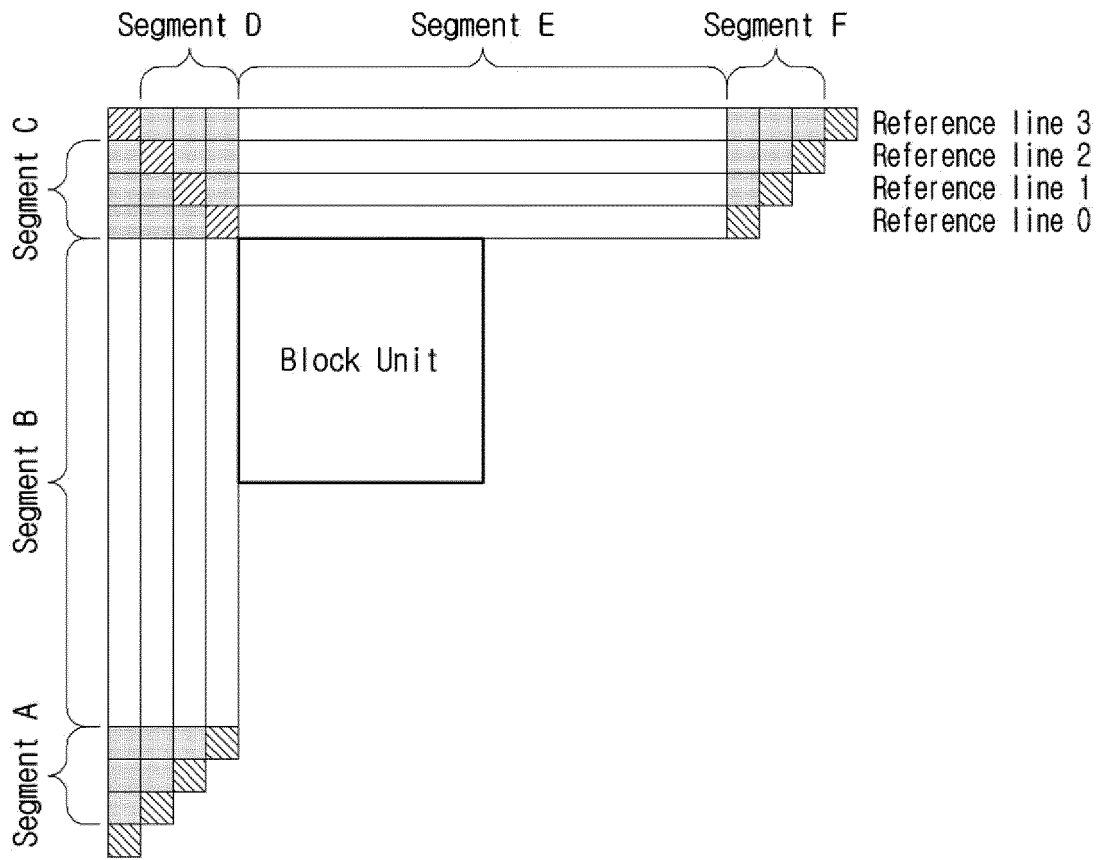 Segment D
Segment E
Segment F
Reference line 3
Reference line 2
Reference line 1
Reference line 0
Segment C
Block Unit
Segment B
Segment A